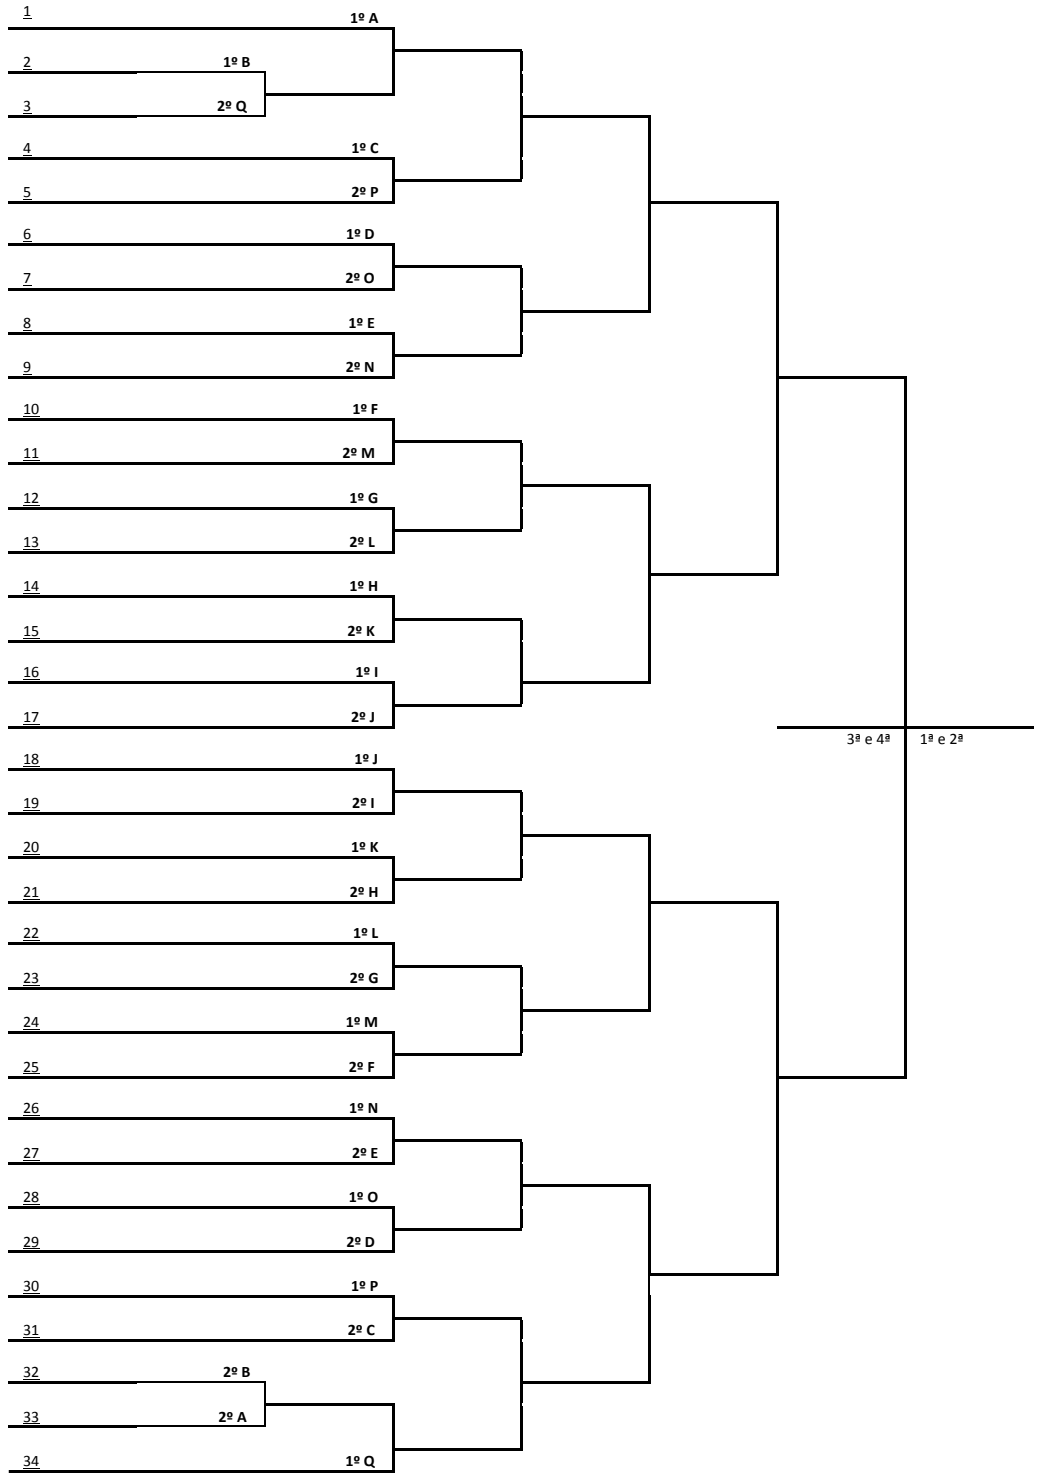 1 1º A
2 1º B
3 2º Q
4 1º C
5 2º P
6 1º D
7 2º O
8 1º E
9 2º N
10 1º F
11 2º M
12 1º G
13 2º L
14 1º H
15 2º K
16 1º I
17 2º J
3ª e 4ª 1ª e 2ª
18 1º J
19 2º I
20 1º K
21 2º H
22 1º L
23 2º G
24 1º M
25 2º F
26 1º N
27 2º E
28 1º O
29 2º D
30 1º P
31 2º C
32 2º B
33 2º A
34 1º Q